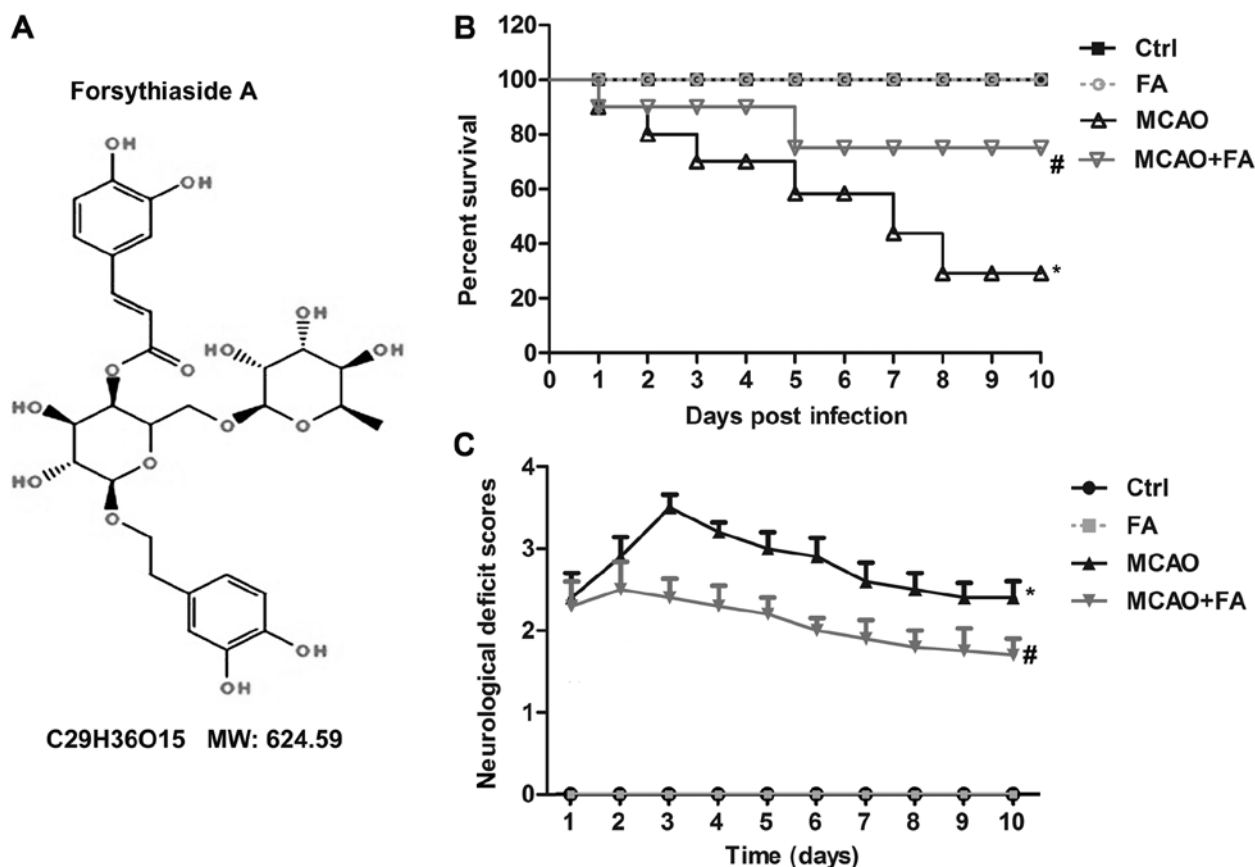 A
Forsythiaside A
OH
OH
O
O
HO
HO
O
O
OH
HO
OH
OH
O
O
OH
OH
C29H36O15 MW: 624.59
B
Percent survival
120
100
80
60
40
20
0
0 1 2 3 4 5 6 7 8 9 10
Days post infection
Ctrl
FA
MCAO
MCAO+FA
#
*
C
Neurological deficit scores
4
3
2
1
0
1 2 3 4 5 6 7 8 9 10
Time (days)
Ctrl
FA
MCAO
MCAO+FA
*
#